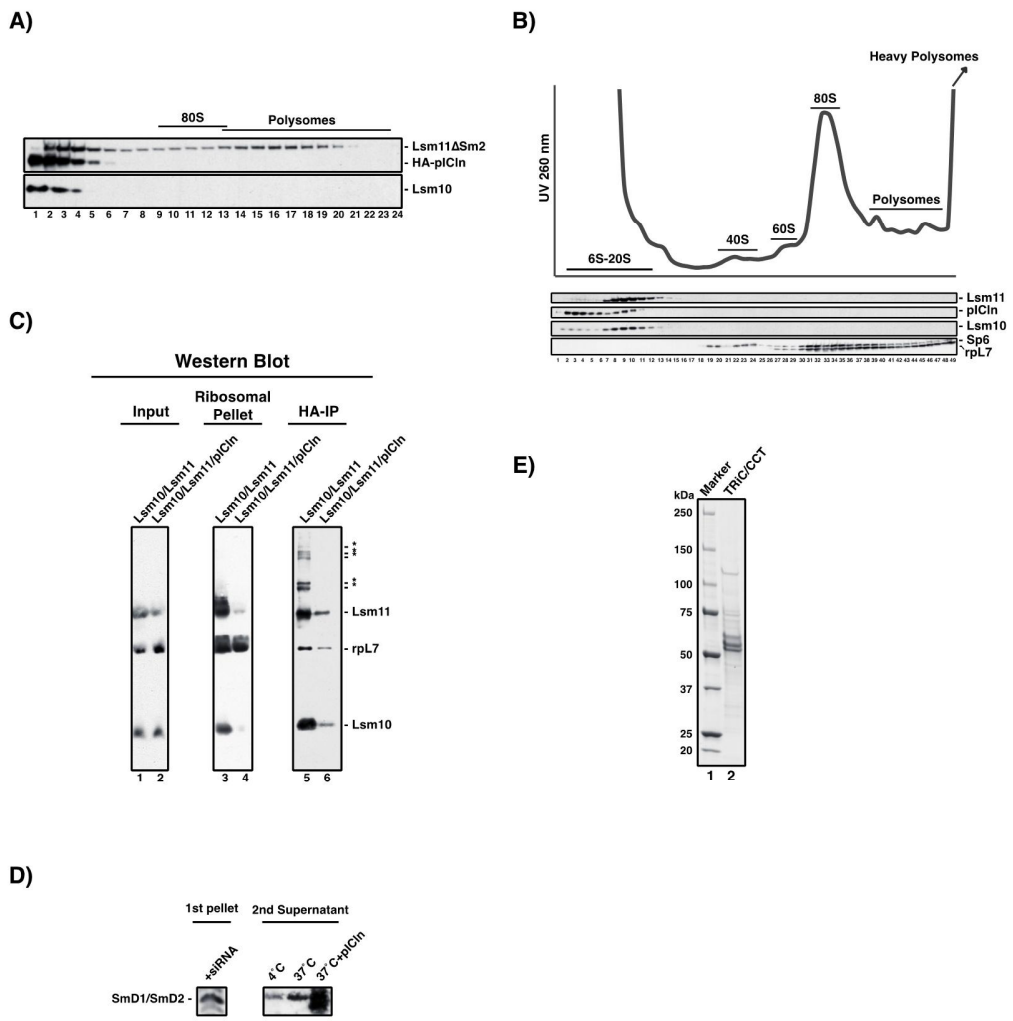 A)
80S
Polysomes
- Lsm11ΔSm2
- HA-pICln
- Lsm10
1 2 3 4 5 6 7 8 9 10 11 12 13 14 15 16 17 18 19 20 21 22 23 24
B)
Heavy Polysomes
80S
UV 260 nm
Polysomes
60S
40S
6S-20S
- Lsm11
pICln
- Lsm10
- Sp6
rpL7
1 2 3 4 5 6 7 8 9 10 11 12 13 14 15 16 17 18 19 20 21 22 23 24 25 26 27 28 29 30 31 32 33 34 35 36 37 38 39 40 41 42 43 44 45 46 47 48 49
C)
Western Blot
Input
Ribosomal
Pellet
HA-IP
Lsm10/Lsm11
Lsm10/Lsm11/pICln
Lsm10/Lsm11
Lsm10/Lsm11/pICln
Lsm10/Lsm11
Lsm10/Lsm11/pICln
- *
- *
- *
- *
- *
- Lsm11
- rpL7
- Lsm10
1 2 3 4 5 6
E)
kDa
Marker
TRiC/CCT
250
150
100
75
50
37
25
20
1 2
D)
1st pellet
2nd Supernatant
+siRNA
4°C
37°C
37°C+pICln
SmD1/SmD2 -